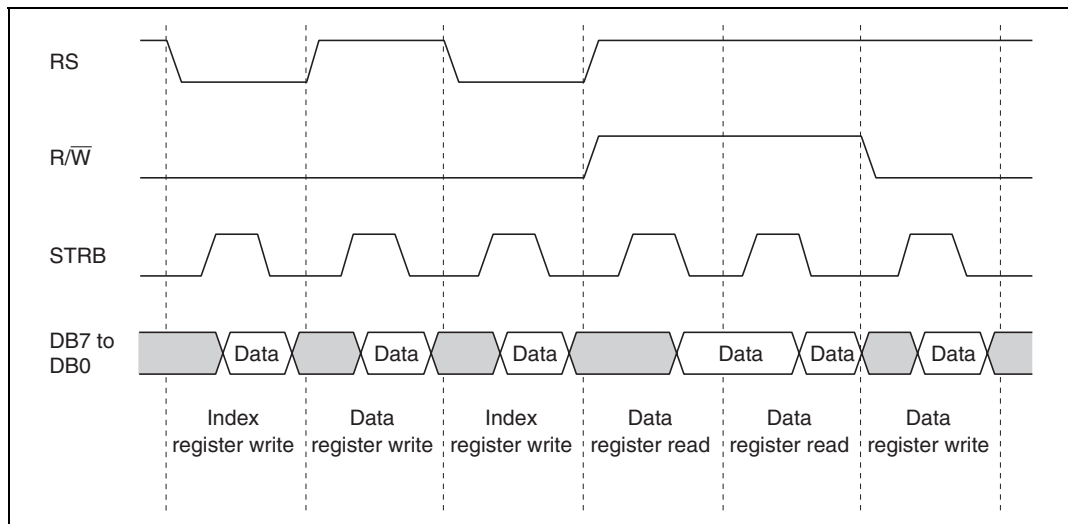 RS
R/W̅
STRB
DB7 to
DB0
Data Data Data Data Data Data
Index
register write
Data
register write
Index
register write
Data
register read
Data
register read
Data
register write